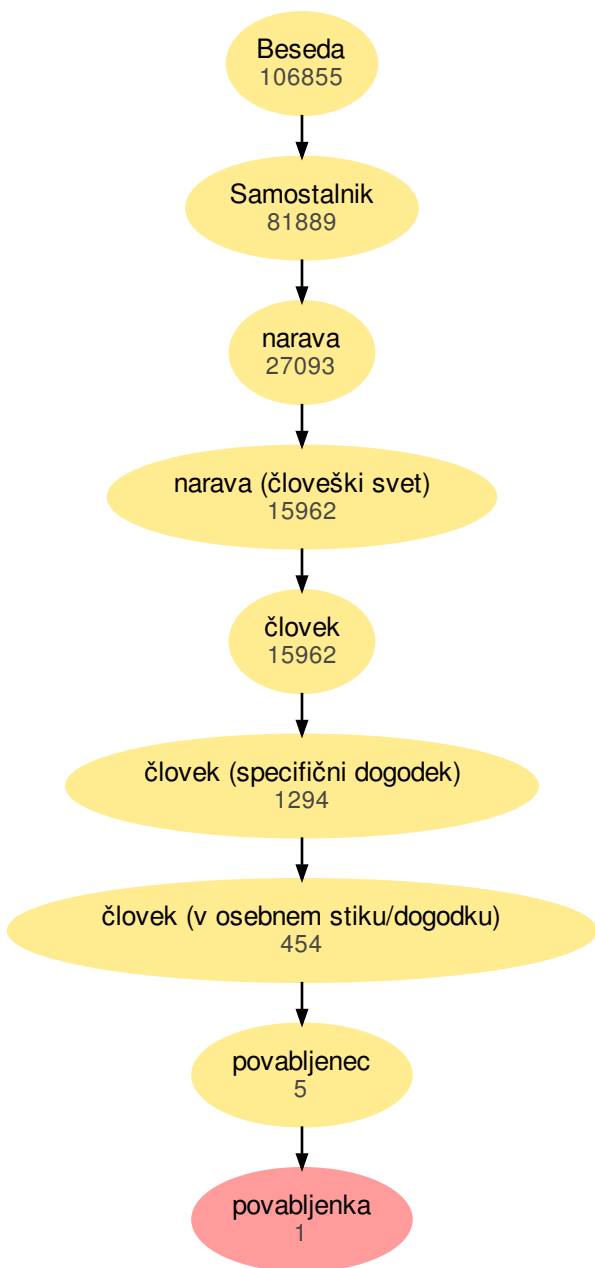 Beseda
106855
Samostalnik
81889
narava
27093
narava (človeški svet)
15962
človek
15962
človek (specifični dogodek)
1294
človek (v osebnem stiku/dogodku)
454
povabljenec
5
povabljenka
1